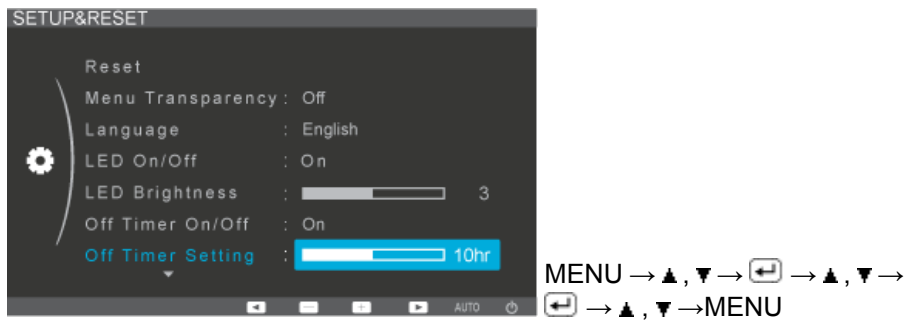 SETUP&RESET
Reset
Menu Transparency : Off
Language : English
LED On/Off : On
LED Brightness : 3
Off Timer On/Off : On
Off Timer Setting : 10hr
AUTO
MENU → ▲ , ▼ → ↵ → ▲ , ▼ →
↵ → ▲ , ▼ →MENU